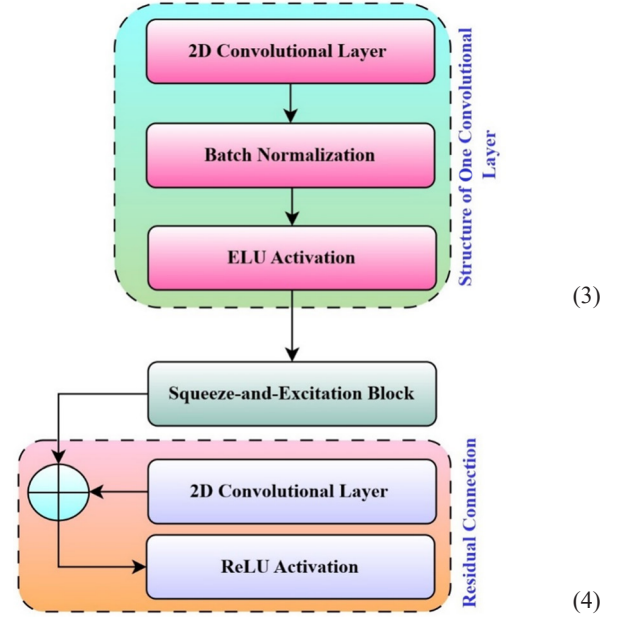 2D Convolutional Layer
Batch Normalization
ELU Activation
Structure of One Convolutional
Layer
(3)
Squeeze-and-Excitation Block
2D Convolutional Layer
ReLU Activation
Residual Connection
(4)